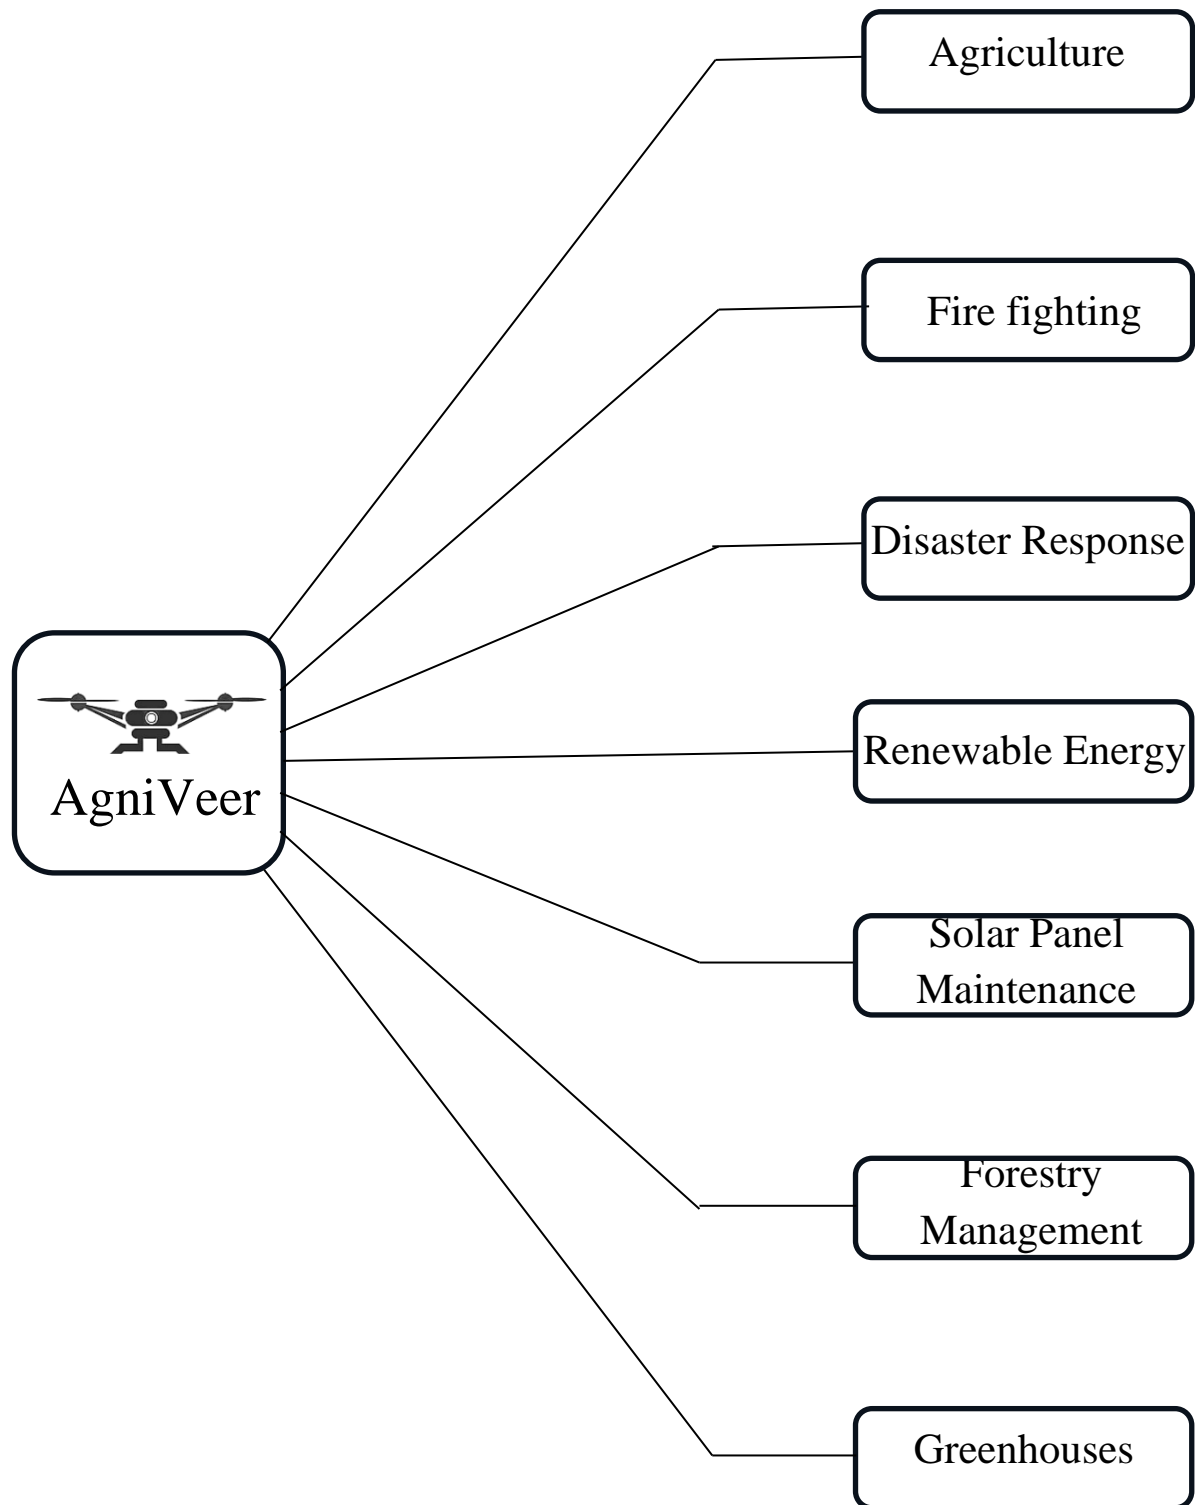 Agriculture
Fire fighting
Disaster Response
AgniVeer
Renewable Energy
Solar Panel
Maintenance
Forestry
Management
Greenhouses